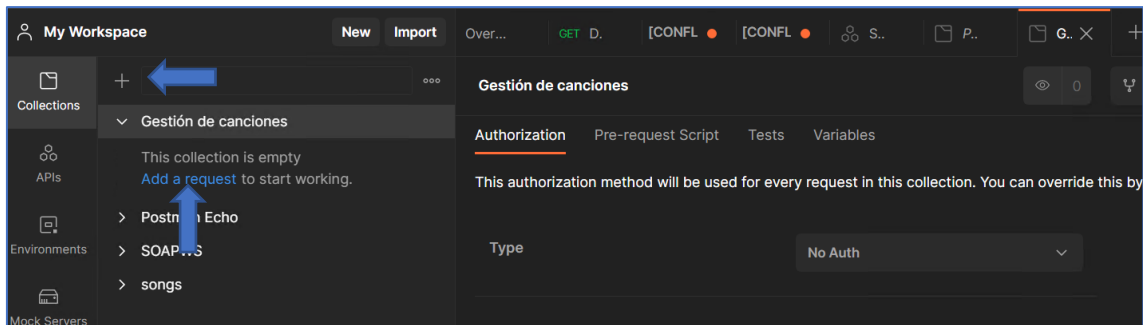 My Workspace
New Import
Over... GET D. [CONFL [CONFL S.. P.. G..
Collections
Gestión de canciones
0
Gestión de canciones
Authorization Pre-request Script Tests Variables
This collection is empty
Add a request to start working.
APIs
This authorization method will be used for every request in this collection. You can override this by
Echo
Environments
songs
Type
No Auth
Mock Servers